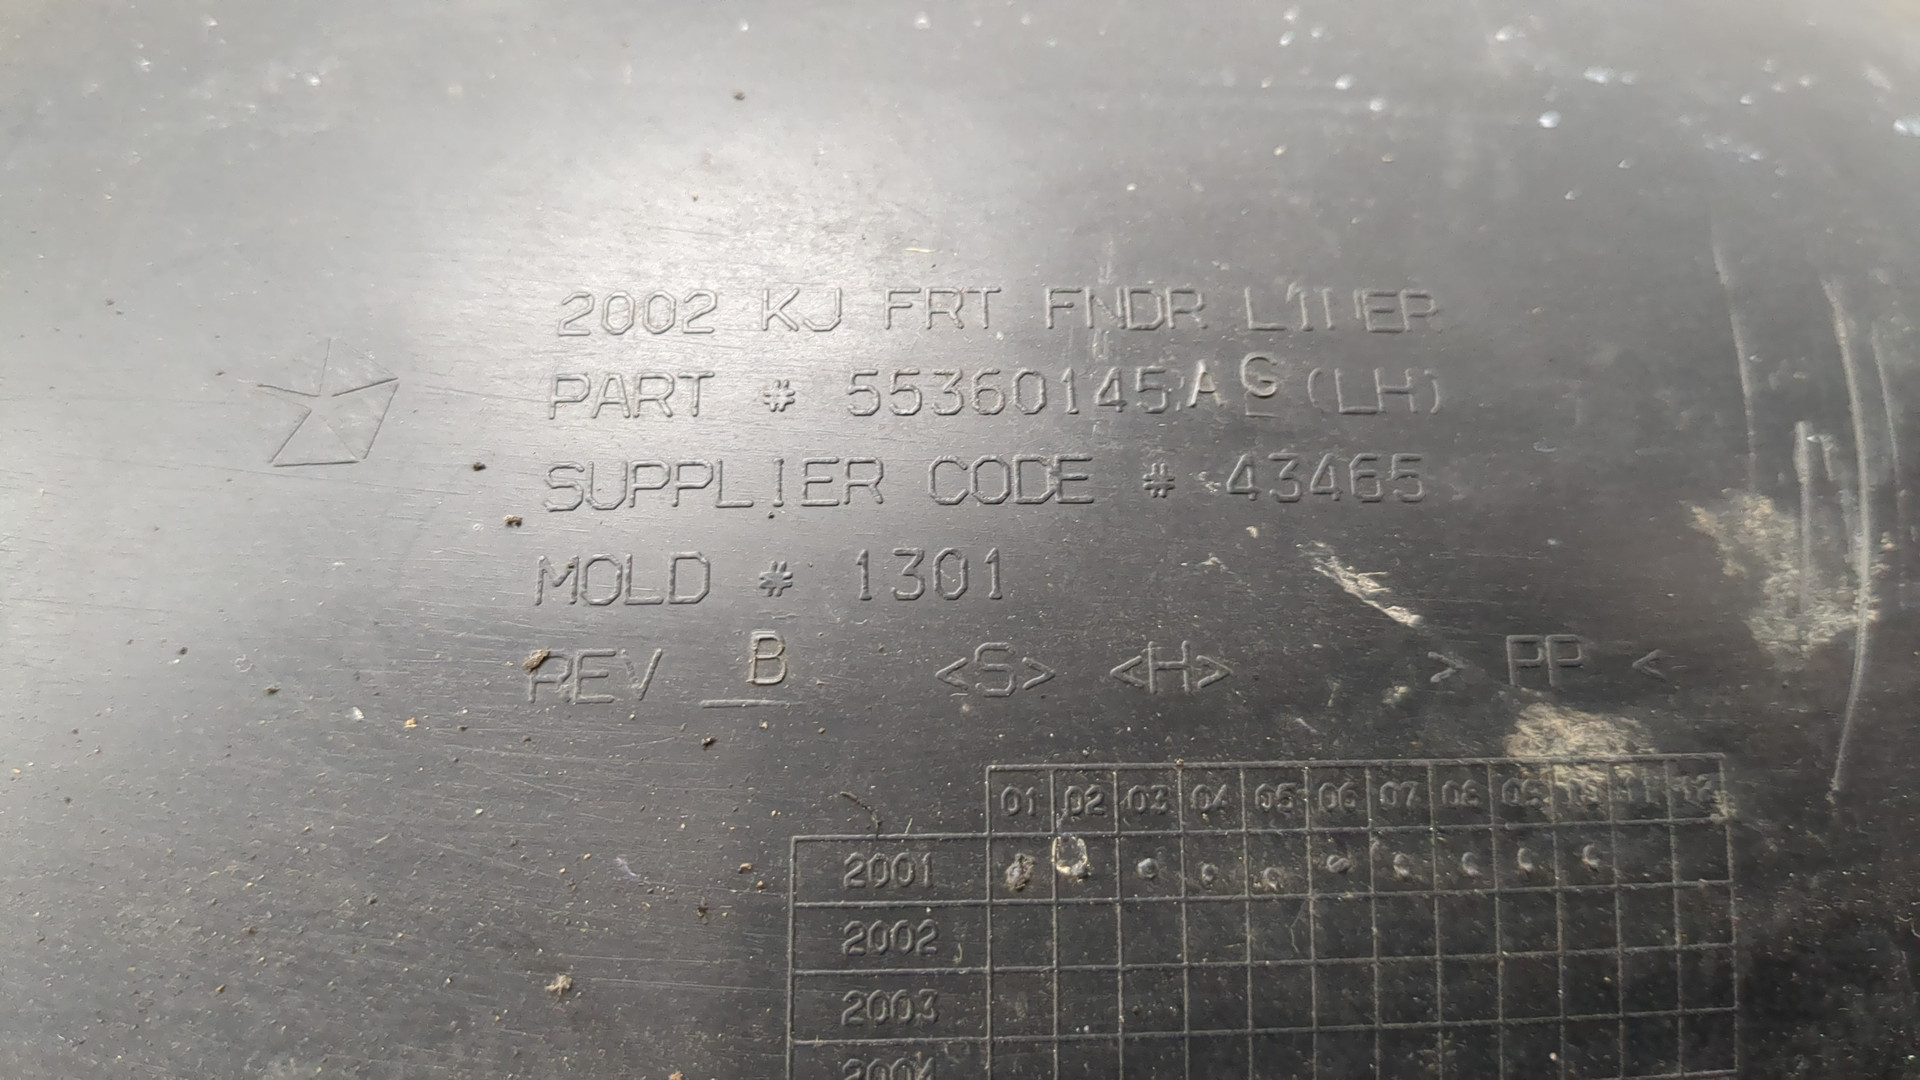 2002 KJ FRT FNDR LINER
PART # 55360145AG (LH)
SUPPLIER CODE # 43465
MOLD # 1301
REV B <S> <H> > PP <
01 02 03 04 05 06 07 08 09 10 11 12
2001
2002
2003
2004